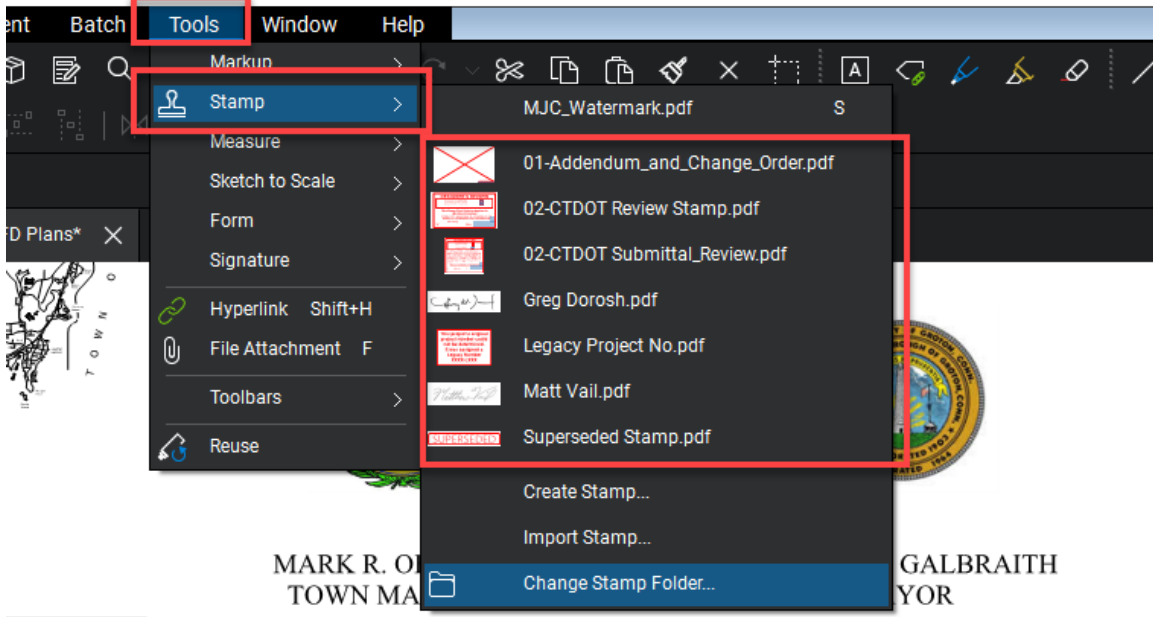 ent Batch Tools Window Help
Markup
Stamp
Measure
Sketch to Scale
Form
Signature
Hyperlink Shift+H
File Attachment F
Toolbars
Reuse
MJC_Watermark.pdf S
01-Addendum_and_Change_Order.pdf
02-CTDOT Review Stamp.pdf
02-CTDOT Submittal_Review.pdf
Greg Dorosh.pdf
Legacy Project No.pdf
Matt Vail.pdf
SUPERSEDED Superseded Stamp.pdf
Create Stamp...
Import Stamp...
Change Stamp Folder...
FD Plans*
TOWN O
MARK R. O
TOWN MA
GALBRAITH
YOR